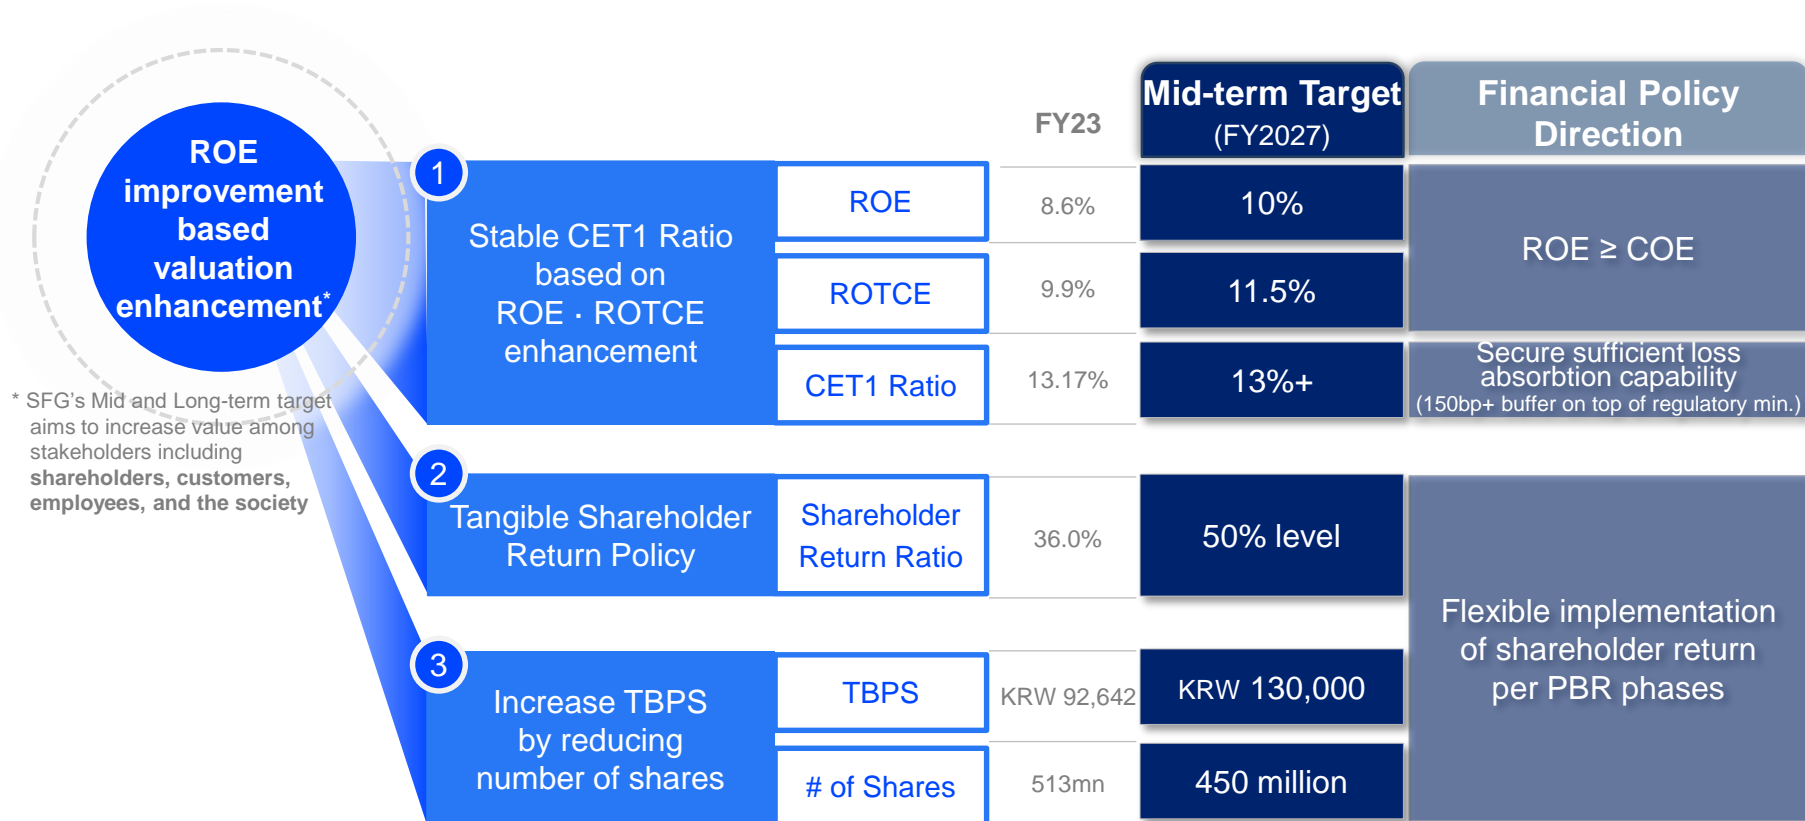 ROE
improvement
based
valuation
enhancement*
* SFG's Mid and Long-term target
aims to increase value among
stakeholders including
shareholders, customers,
employees, and the society
FY23
Mid-term Target
(FY2027)
Financial Policy
Direction
1
Stable CET1 Ratio
based on
ROE · ROTCE
enhancement
ROE
8.6%
10%
ROTCE
9.9%
11.5%
ROE ≥ COE
CET1 Ratio
13.17%
13%+
Secure sufficient loss
absorbtion capability
(150bp+ buffer on top of regulatory min.)
2
Tangible Shareholder
Return Policy
Shareholder
Return Ratio
36.0%
50% level
3
Increase TBPS
by reducing
number of shares
TBPS
KRW 92,642
KRW 130,000
# of Shares
513mn
450 million
Flexible implementation
of shareholder return
per PBR phases